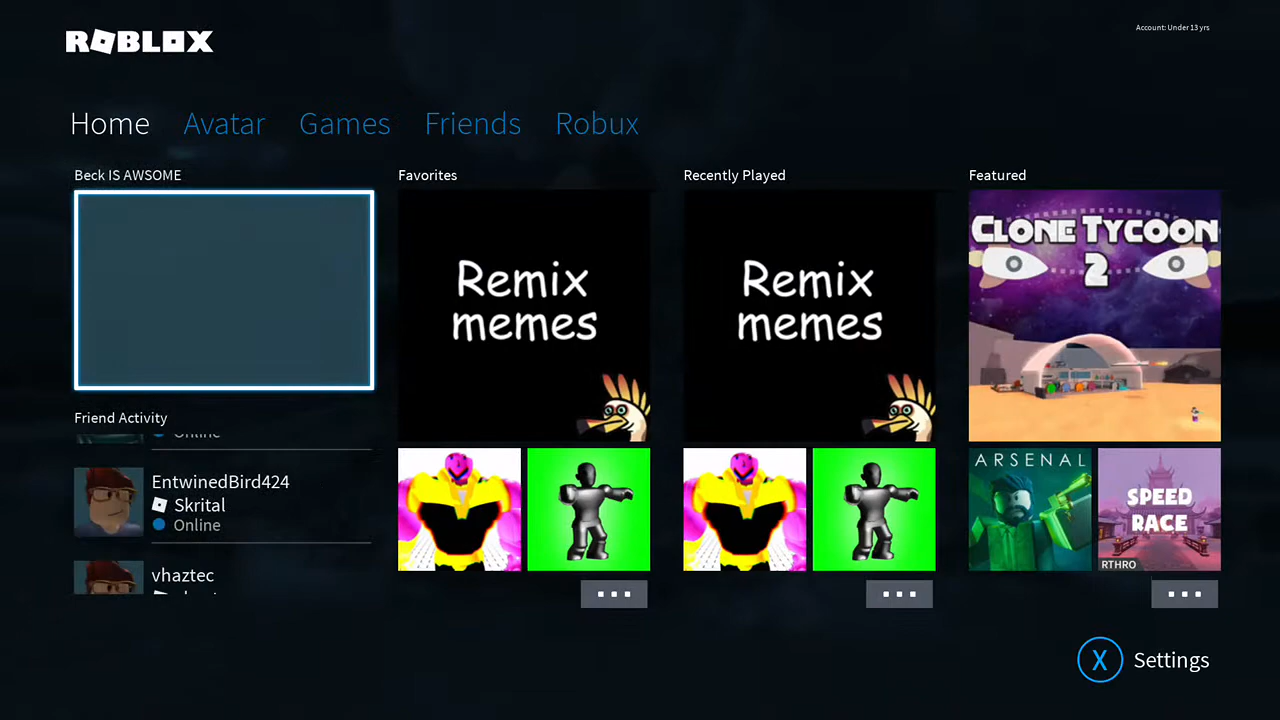 ROBLOX
Account: Under 13 yrs
Home Avatar Games Friends Robux
Beck IS AWSOME
Favorites
Recently Played
Featured
Remix
memes
Remix
memes
CLONE TYCOON
2
Friend Activity
Online
EntwinedBird424
Skrital
Online
vhaztec
ARSENAL
SPEED
RACE
RTHRO
X Settings